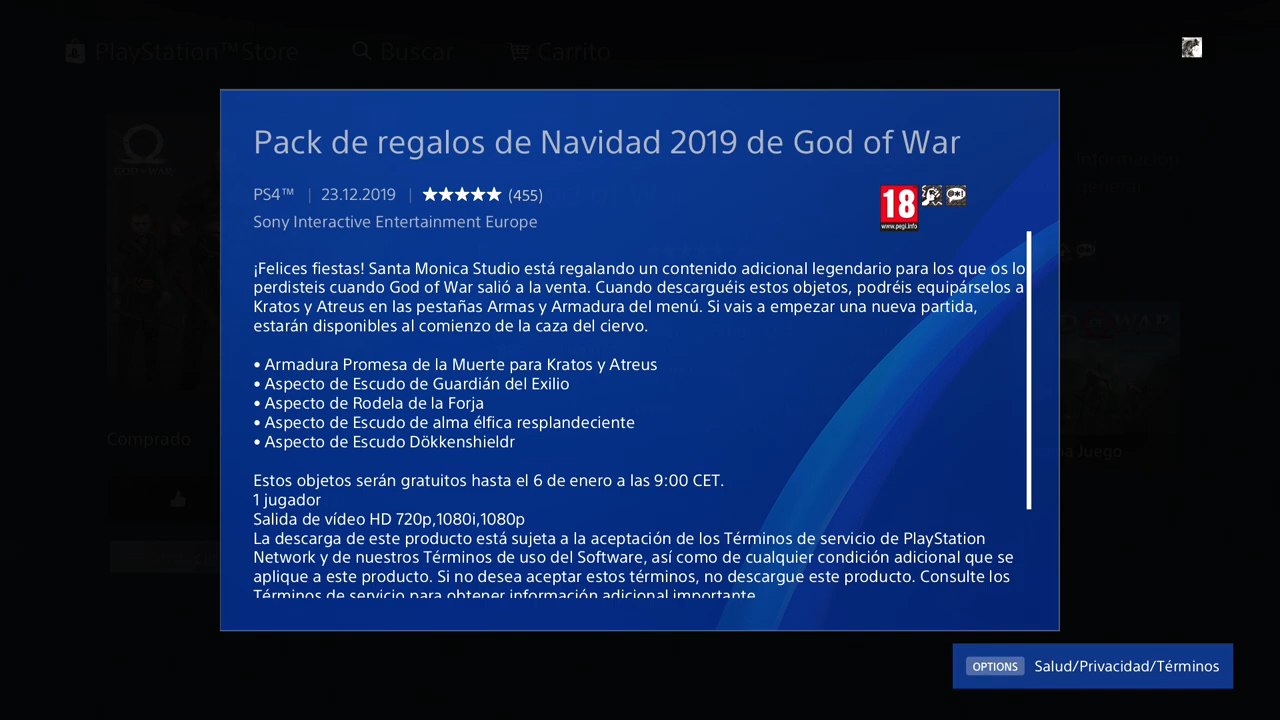 PlayStation™Store
Buscar
Carrito
Pack de regalos de Navidad 2019 de God of War
PS4™ | 23.12.2019 | ★★★★★ (455)
18
www.pegi.info
Sony Interactive Entertainment Europe
¡Felices fiestas! Santa Monica Studio está regalando un contenido adicional legendario para los que os lo
perdisteis cuando God of War salió a la venta. Cuando descarguéis estos objetos, podréis equipárselos a
Kratos y Atreus en las pestañas Armas y Armadura del menú. Si vais a empezar una nueva partida,
estarán disponibles al comienzo de la caza del ciervo.
• Armadura Promesa de la Muerte para Kratos y Atreus
• Aspecto de Escudo de Guardián del Exilio
• Aspecto de Rodela de la Forja
• Aspecto de Escudo de alma élfica resplandeciente
• Aspecto de Escudo Dökkenshieldr
Estos objetos serán gratuitos hasta el 6 de enero a las 9:00 CET.
1 jugador
Salida de vídeo HD 720p,1080i,1080p
La descarga de este producto está sujeta a la aceptación de los Términos de servicio de PlayStation
Network y de nuestros Términos de uso del Software, así como de cualquier condición adicional que se
aplique a este producto. Si no desea aceptar estos términos, no descargue este producto. Consulte los
Términos de servicio para obtener información adicional importante.
Comprado
juego
OPTIONS Salud/Privacidad/Términos